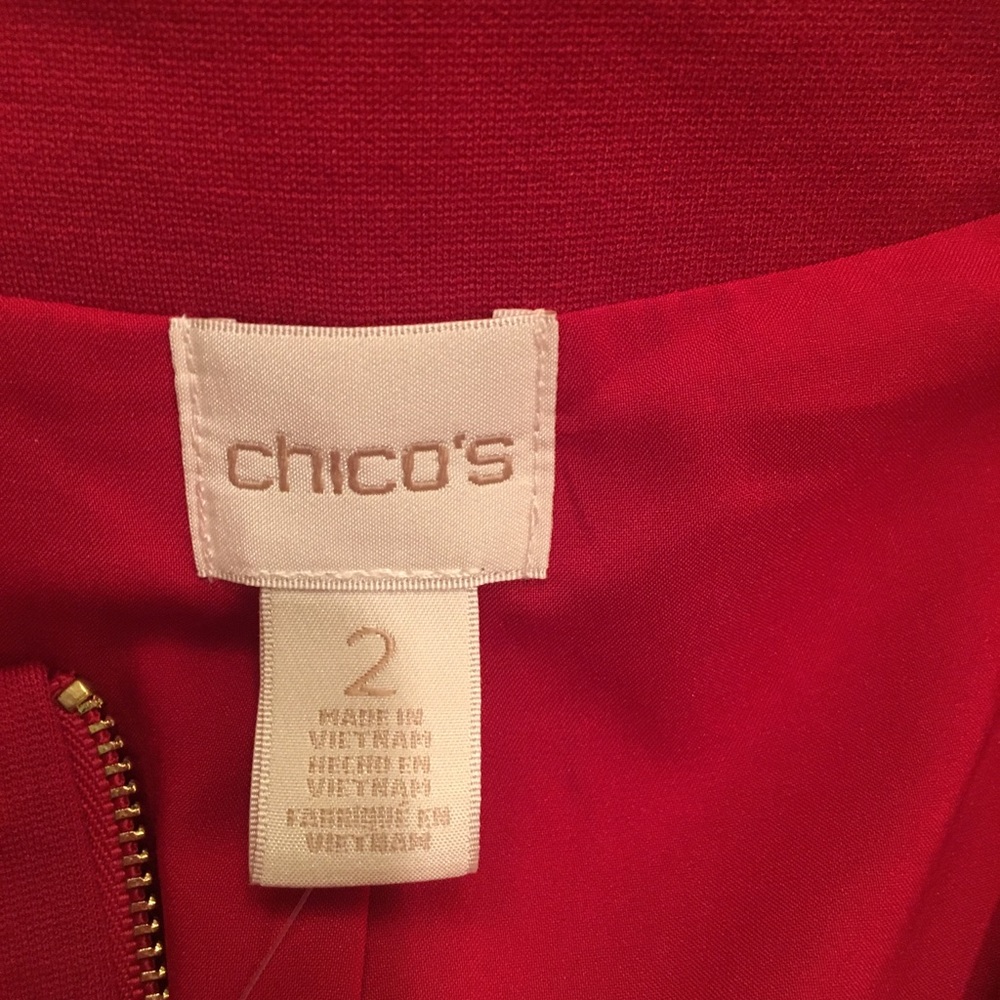 chico's
2
MADE IN
VIETNAM
HECHO EN
VIETNAM
FABRIQUÉ EN
VIETNAM